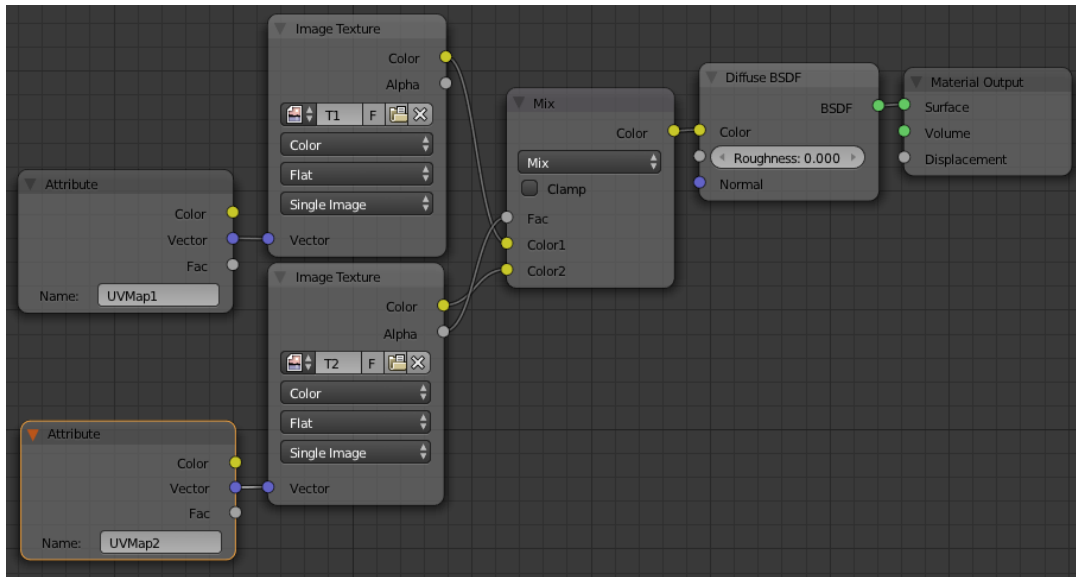 Image Texture
Color
Alpha
T1 F
Color
Flat
Single Image
Vector
Attribute
Color
Vector
Fac
Name: UVMap1
Image Texture
Color
Alpha
T2 F
Color
Flat
Single Image
Vector
Attribute
Color
Vector
Fac
Name: UVMap2
Mix
Color
Mix
Clamp
Fac
Color1
Color2
Diffuse BSDF
BSDF
Color
Roughness: 0.000
Normal
Material Output
Surface
Volume
Displacement